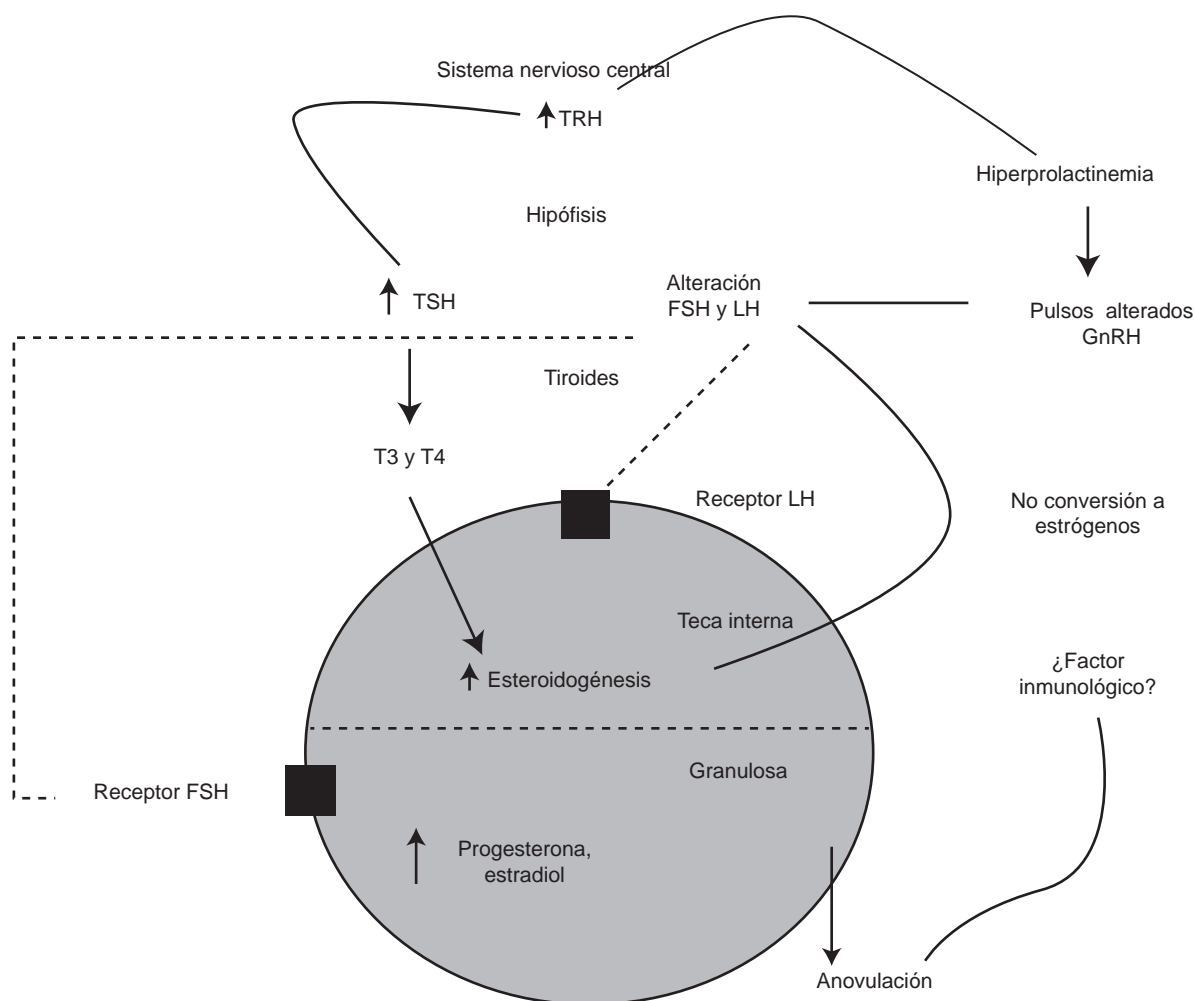 Sistema nervioso central
TRH
Hiperprolactinemia
Hipófisis
TSH
Alteración
FSH y LH
Pulsos alterados
GnRH
Tiroides
T3 y T4
Receptor LH
No conversión a
estrógenos
Teca interna
Esteroidogénesis
¿Factor
inmunológico?
Granulosa
Receptor FSH
Progesterona,
estradiol
Anovulación